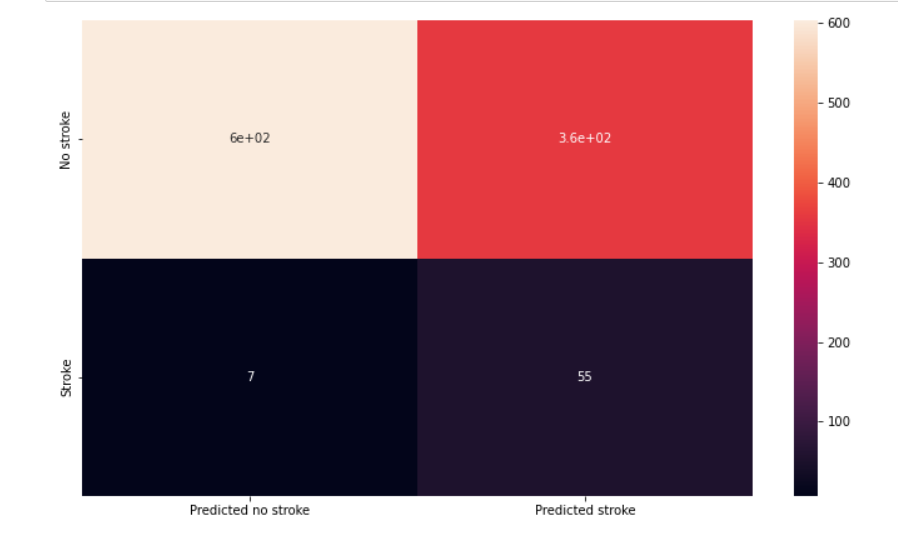 600
500
No stroke
6e+02
3.6e+02
400
300
200
Stroke
7
55
100
Predicted no stroke
Predicted stroke